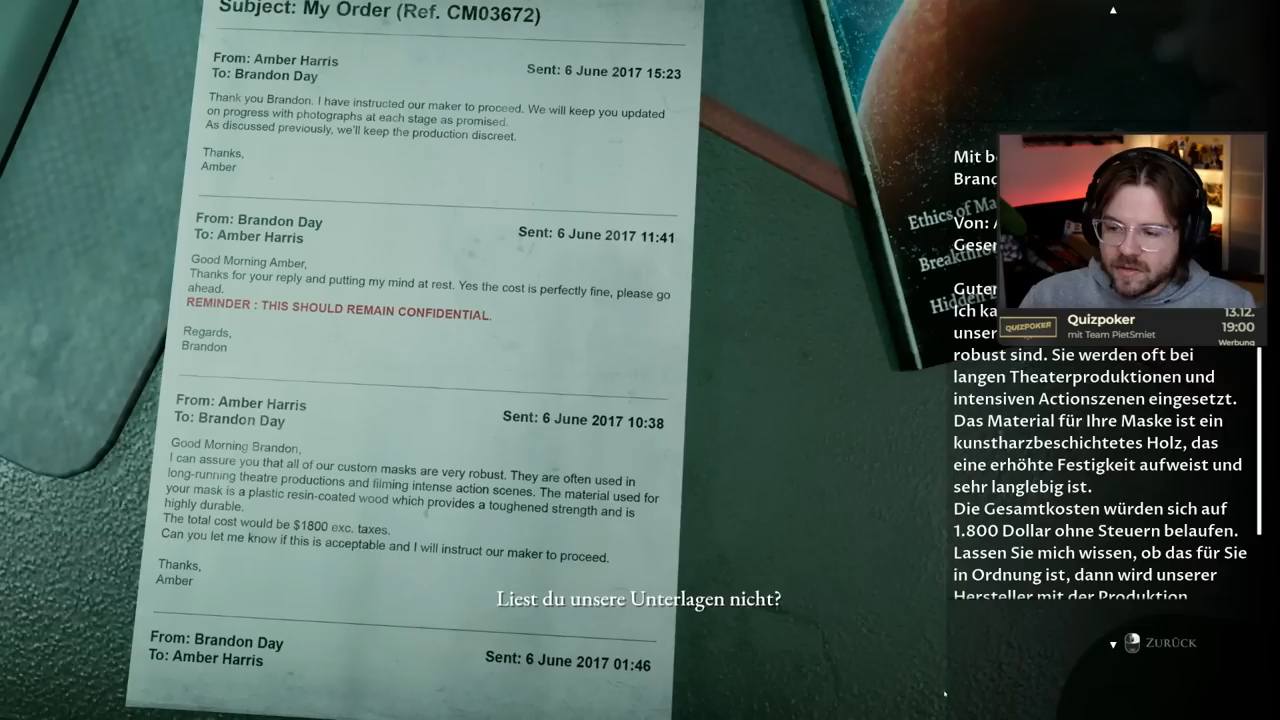 Subject: My Order (Ref. CM03672)
From: Amber Harris
To: Brandon Day
Sent: 6 June 2017 15:23
Thank you Brandon. I have instructed our maker to proceed. We will keep you updated
on progress with photographs at each stage as promised.
As discussed previously, we'll keep the production discreet.
Thanks,
Amber
From: Brandon Day
To: Amber Harris
Sent: 6 June 2017 11:41
Good Morning Amber,
Thanks for your reply and putting my mind at rest. Yes the cost is perfectly fine, please go
ahead.
REMINDER : THIS SHOULD REMAIN CONFIDENTIAL.
Regards,
Brandon
From: Amber Harris
To: Brandon Day
Sent: 6 June 2017 10:38
Good Morning Brandon,
I can assure you that all of our custom masks are very robust. They are often used in
long-running theatre productions and filming intense action scenes. The material used for
your mask is a plastic resin-coated wood which provides a toughened strength and is
highly durable.
The total cost would be $1800 exc. taxes.
Can you let me know if this is acceptable and I will instruct our maker to proceed.
Thanks,
Amber
From: Brandon Day
To: Amber Harris
Sent: 6 June 2017 01:46
Liest du unsere Unterlagen nicht?
Ethics of
Hidden
Mit
Von:
Ich
robust sind. Sie werden oft bei
langen Theaterproduktionen und
intensiven Actionszenen eingesetzt.
Das Material für Ihre Maske ist ein
kunstharzbeschichtetes Holz, das
eine erhöhte Festigkeit aufweist und
sehr langlebig ist.
Die Gesamtkosten würden sich auf
1.800 Dollar ohne Steuern belaufen.
Lassen Sie mich wissen, ob das für Sie
in Ordnung ist, dann wird unserer
Hersteller mit der Produktion
ZURÜCK
QUIZPOKER
Quizpoker
mit Team PietSmiet
13.12.
19:00
Werbung